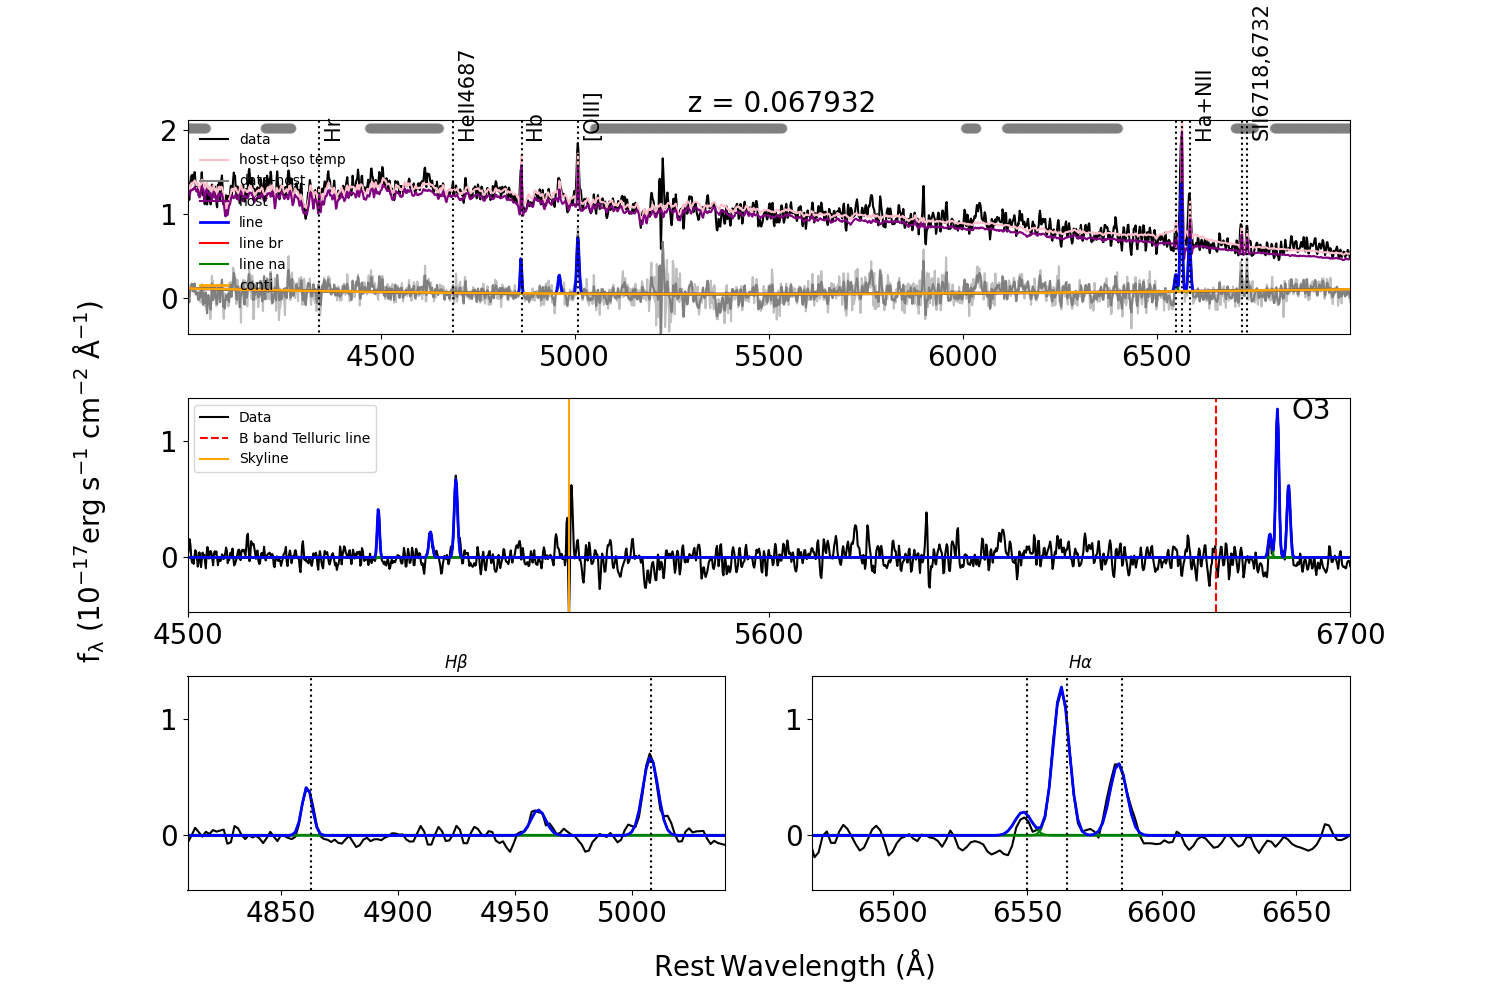 z = 0.067932
Hr
HeII4687
Hb
[OIII]
Ha+NII
SII6718,6732
data
host+qso temp
data-host
host
line
line br
line na
conti
2
1
0
4500 5000 5500 6000 6500
f_λ (10⁻¹⁷erg s⁻¹ cm⁻² Å⁻¹)
Data
B band Telluric line
Skyline
O3
1
0
4500 5600 6700
Hβ
1
0
4850 4900 4950 5000
Hα
1
0
6500 6550 6600 6650
Rest Wavelength (Å)